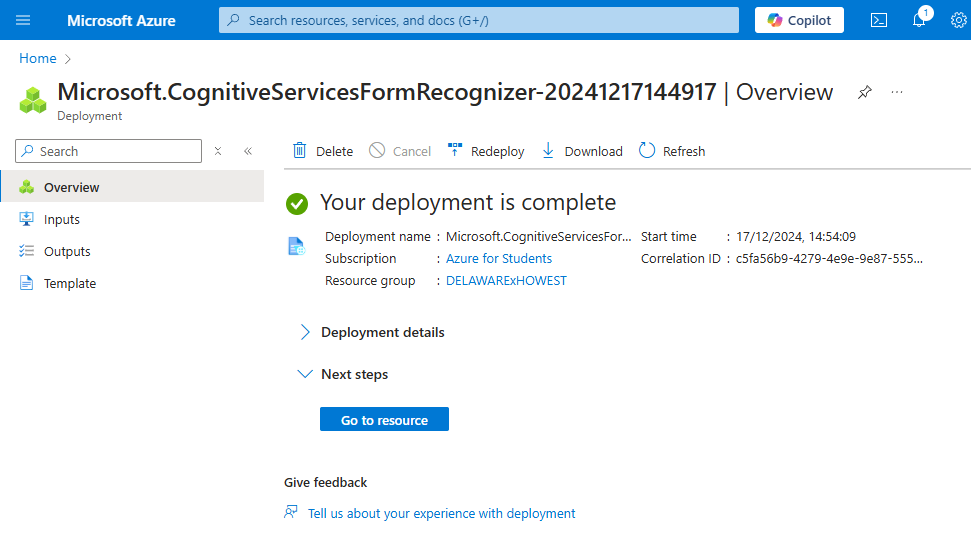 Microsoft Azure
Search resources, services, and docs (G+/)
Copilot
1
Home
Microsoft.CognitiveServicesFormRecognizer-20241217144917 | Overview
Deployment
Search
Delete
Cancel
Redeploy
Download
Refresh
Overview
Inputs
Outputs
Template
Your deployment is complete
Deployment name : Microsoft.CognitiveServicesFor... Start time : 17/12/2024, 14:54:09
Subscription : Azure for Students Correlation ID : c5fa56b9-4279-4e9e-9e87-555...
Resource group : DELAWARExHOWEST
Deployment details
Next steps
Go to resource
Give feedback
Tell us about your experience with deployment